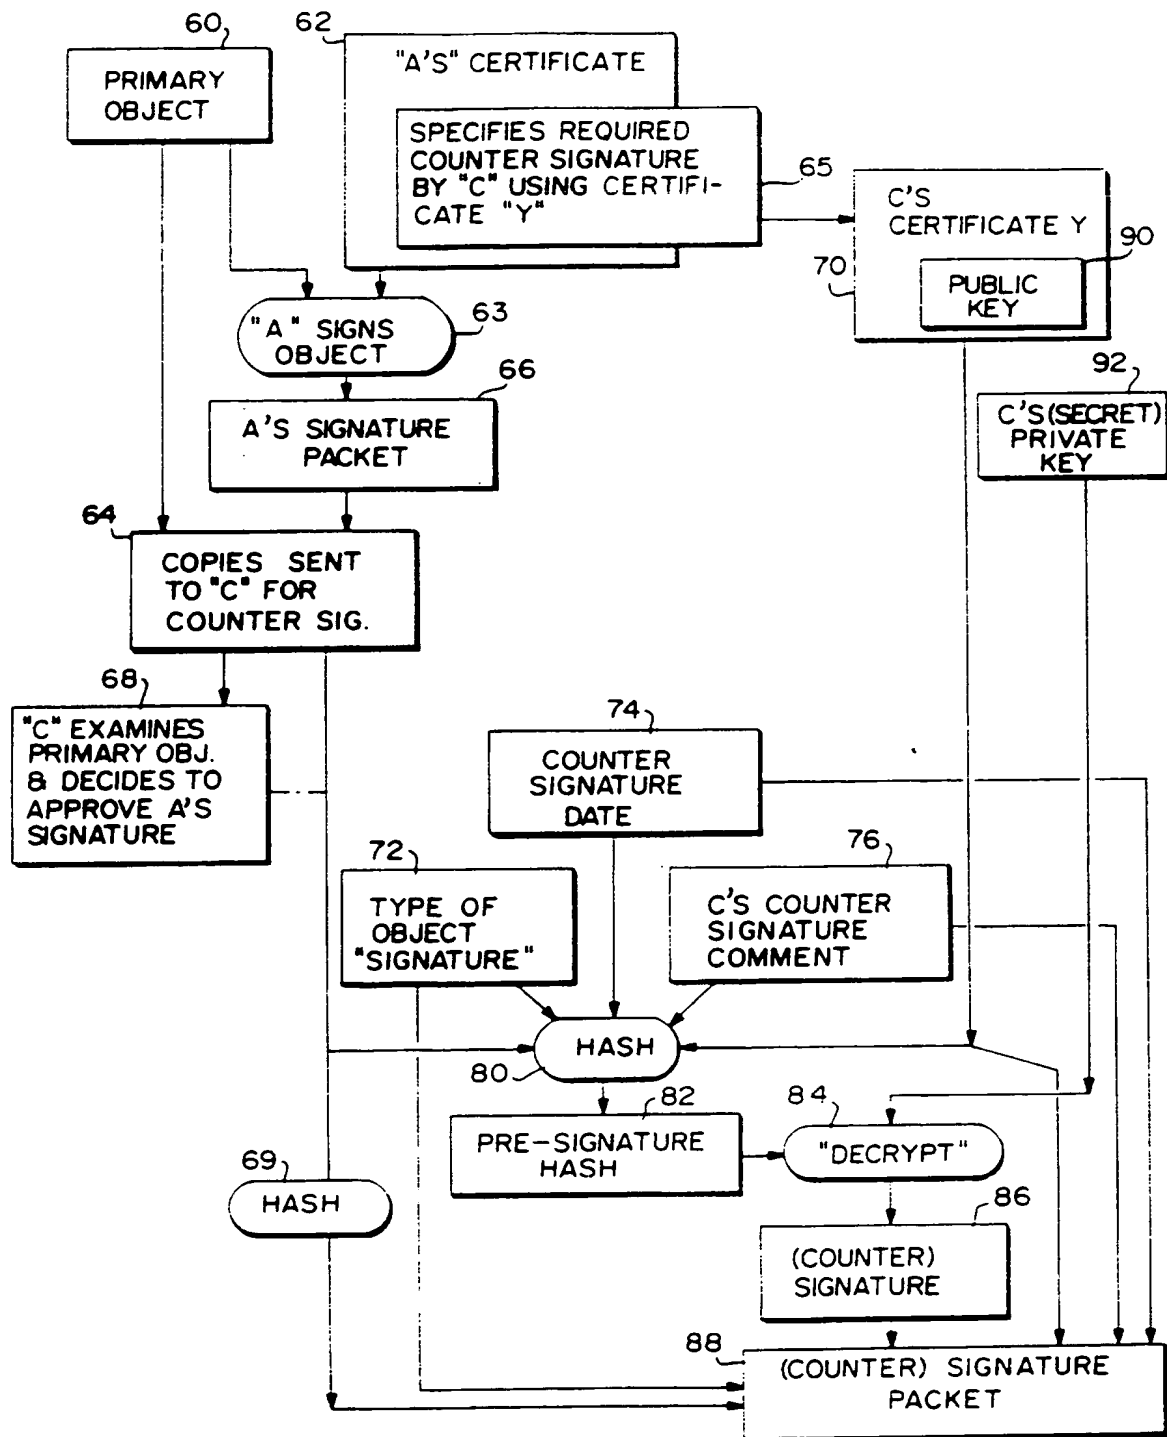 60
PRIMARY
OBJECT
62
"A'S" CERTIFICATE
SPECIFIES REQUIRED
COUNTER SIGNATURE
BY "C" USING CERTIFI-
CATE "Y"
65
C'S
CERTIFICATE Y
90
70
PUBLIC
KEY
"A" SIGNS
OBJECT
63
66
A'S SIGNATURE
PACKET
92
C'S (SECRET)
PRIVATE
KEY
64
COPIES SENT
TO "C" FOR
COUNTER SIG.
68
"C" EXAMINES
PRIMARY OBJ.
& DECIDES TO
APPROVE A'S
SIGNATURE
74
COUNTER
SIGNATURE
DATE
72
TYPE OF
OBJECT
"SIGNATURE"
76
C'S COUNTER
SIGNATURE
COMMENT
HASH
80
82
PRE-SIGNATURE
HASH
84
"DECRYPT"
69
HASH
86
(COUNTER)
SIGNATURE
88
(COUNTER) SIGNATURE
PACKET